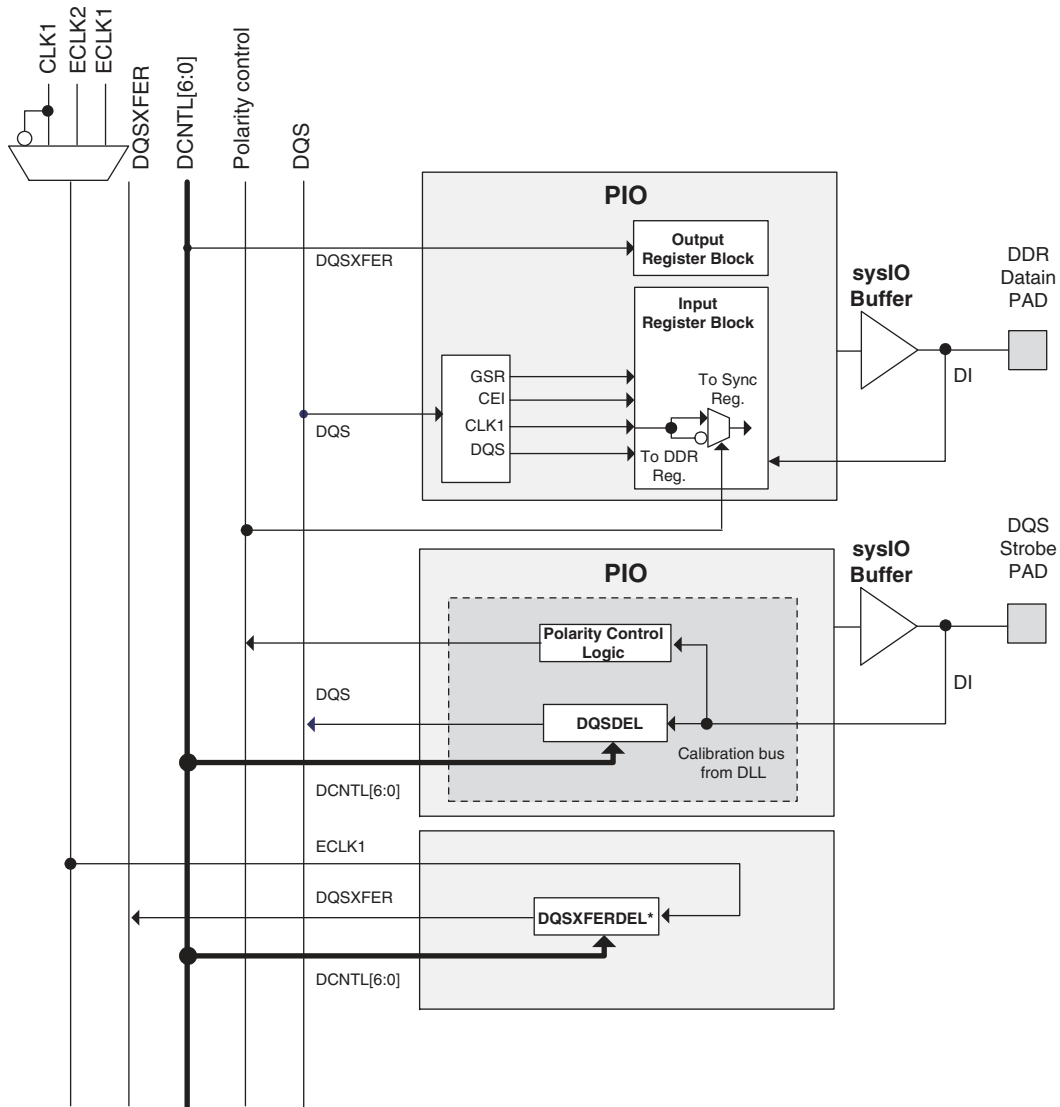 CLK1
ECLK2
ECLK1
DQSXFER
DCNTL[6:0]
Polarity control
DQS
PIO
Output
Register Block
DQSXFER
Input
Register Block
sysIO
Buffer
DDR
Datain
PAD
DI
GSR
CEI
CLK1
DQS
DQS
To Sync
Reg.
To DDR
Reg.
PIO
sysIO
Buffer
DQS
Strobe
PAD
DI
Polarity Control
Logic
DQS
DQSDEL
Calibration bus
from DLL
DCNTL[6:0]
ECLK1
DQSXFER
DQSXFERDEL*
DCNTL[6:0]